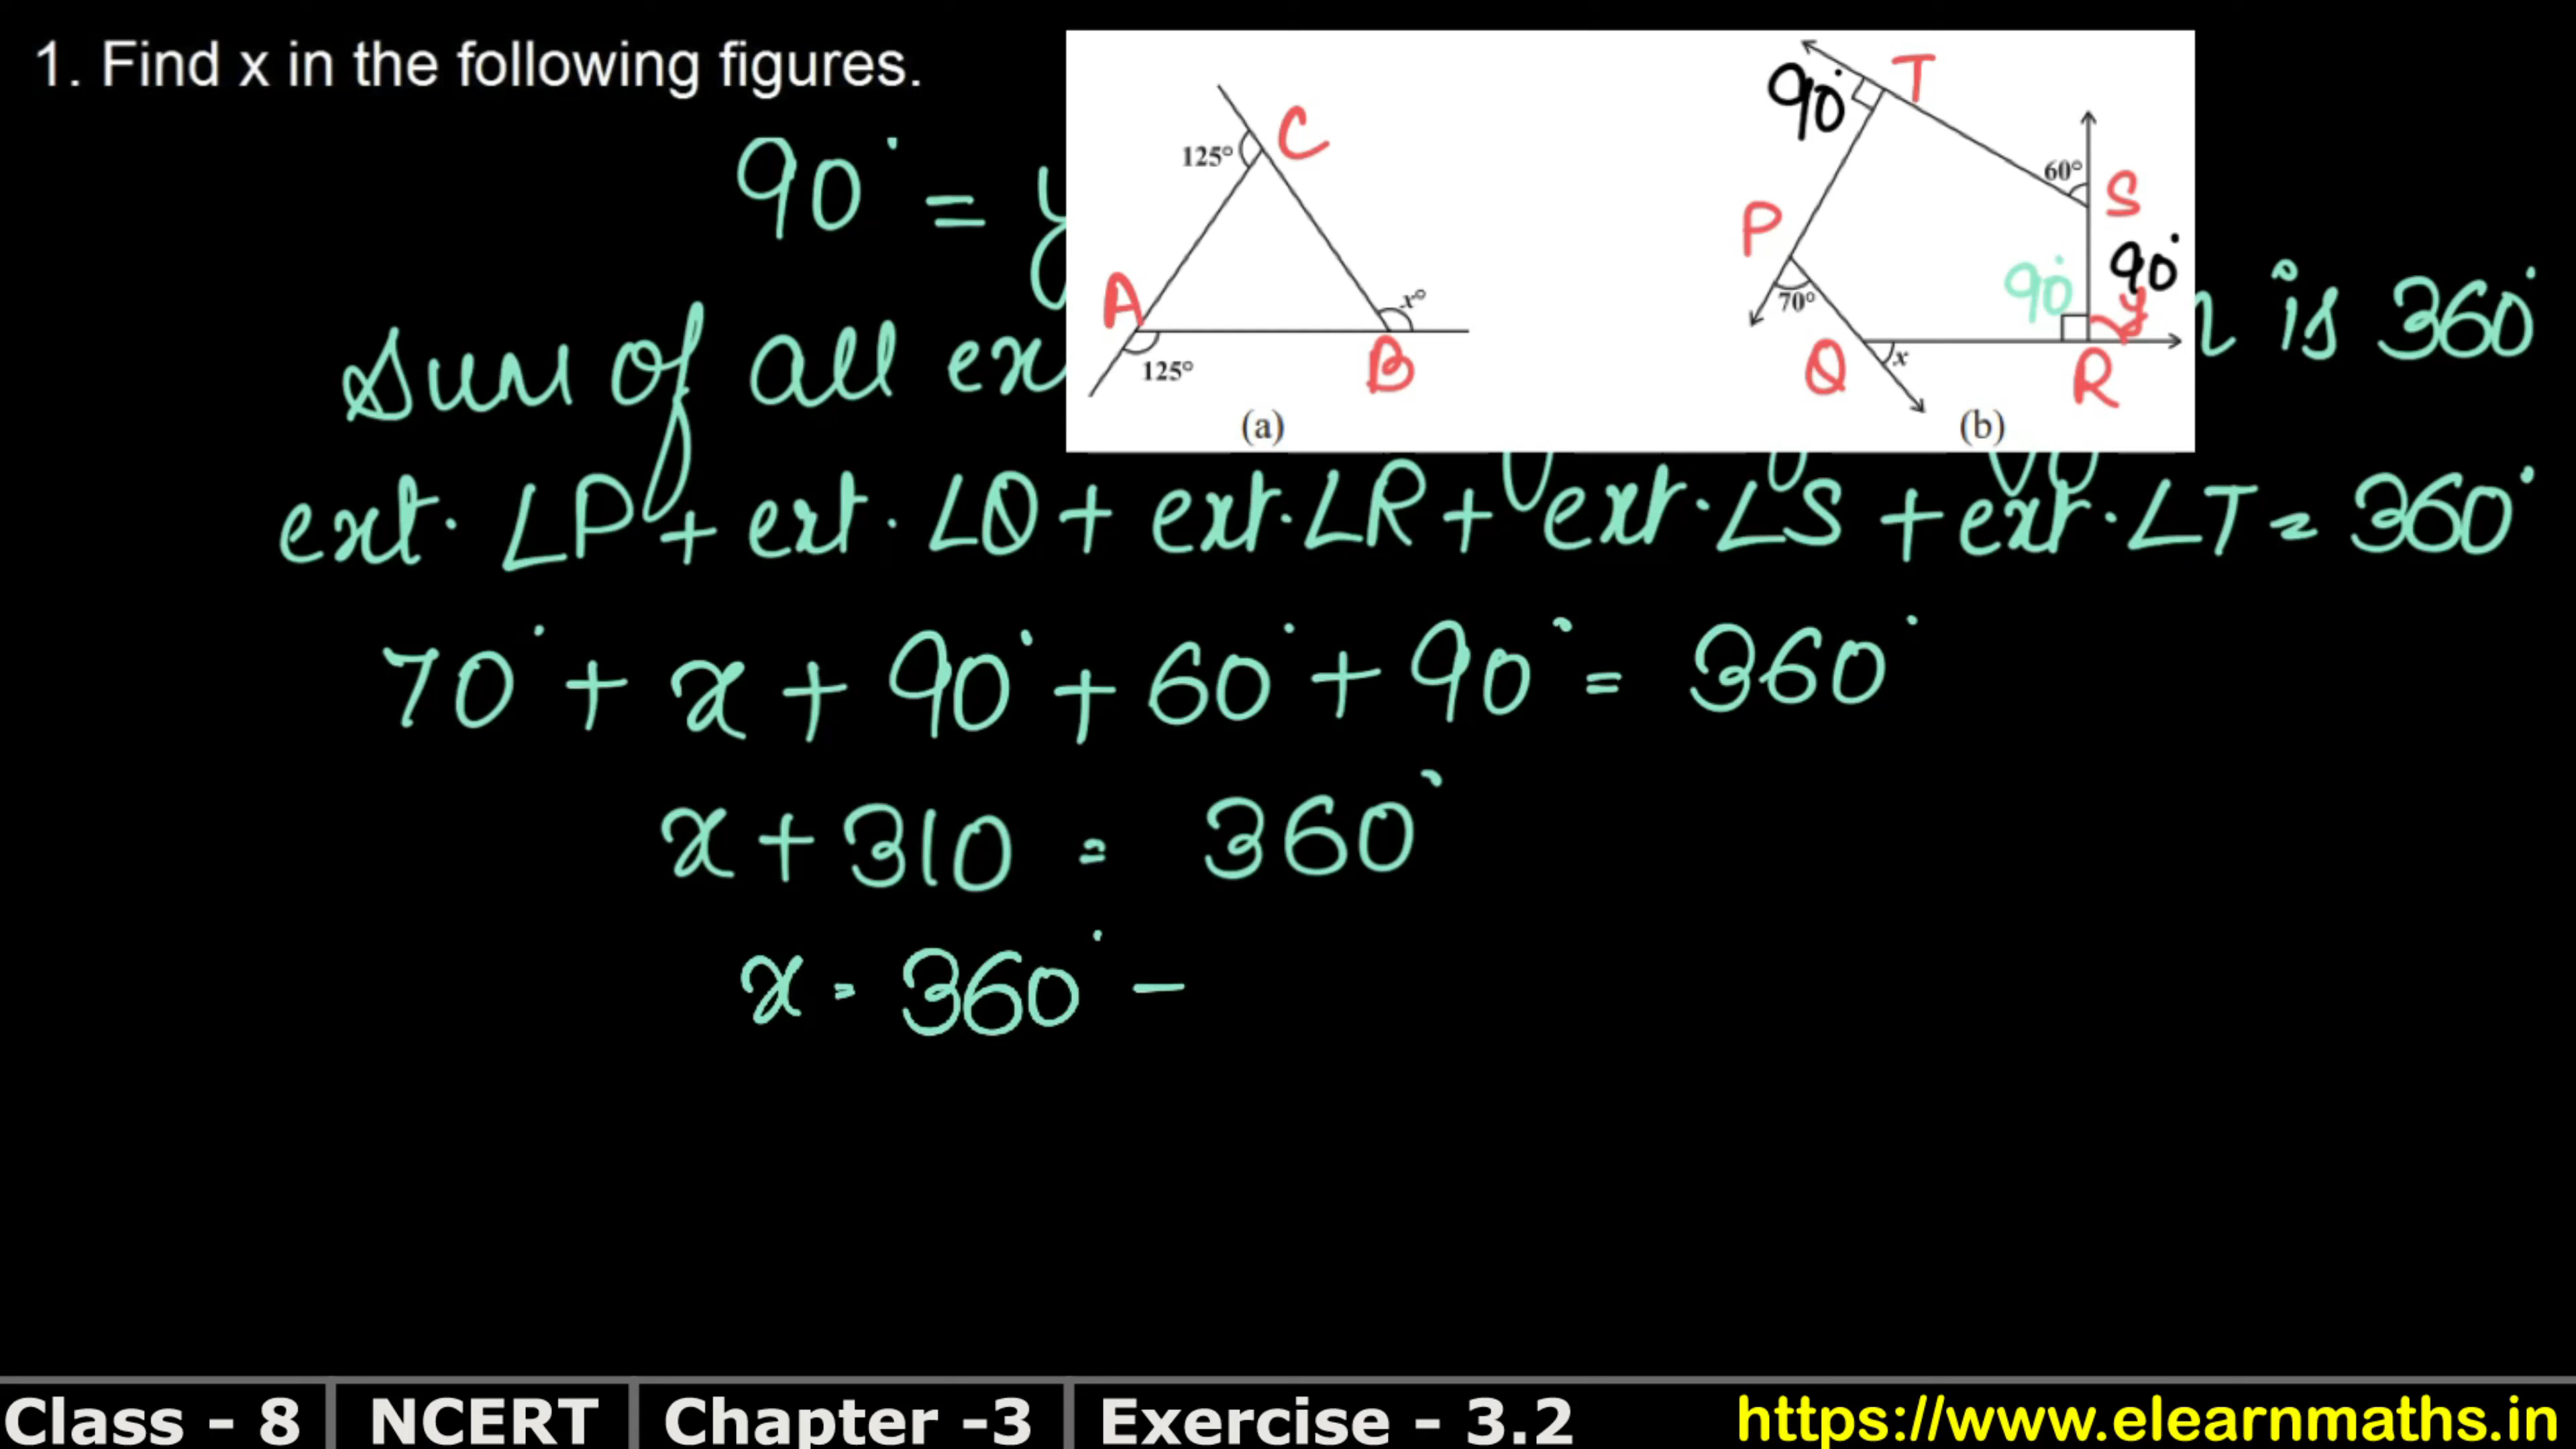 1. Find x in the following figures.
90° = y
Sum of all ex is 360°
ext. ∠P + ext. ∠Q + ext. ∠R + ext. ∠S + ext. ∠T = 360°
70° + x + 90° + 60° + 90° = 360°
x + 310 = 360°
x = 360° −
125°
C
A
125°
x°
B
(a)
90°
T
60°
S
P
70°
90°
90°
y
Q
x
R
(b)
Class - 8 | NCERT | Chapter -3 | Exercise - 3.2 https://www.elearnmaths.in